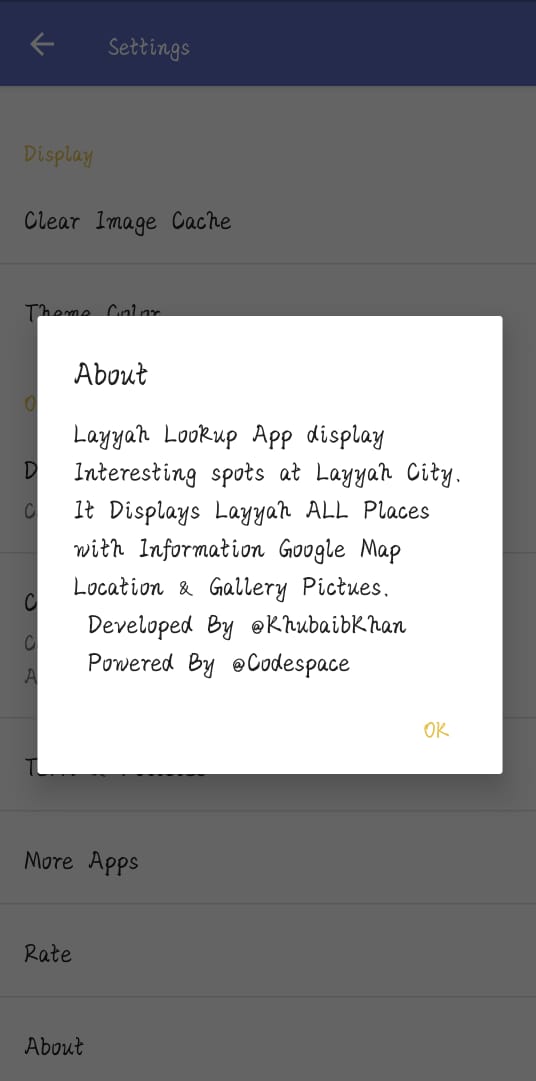 Settings
Display
Clear Image Cache
Theme Color
About
Layyah Lookup App display
Interesting spots at Layyah City.
It Displays Layyah ALL Places
with Information Google Map
Location & Gallery Pictues.
Developed By @KhubaibKhan
Powered By @Codespace
OK
More Apps
Rate
About